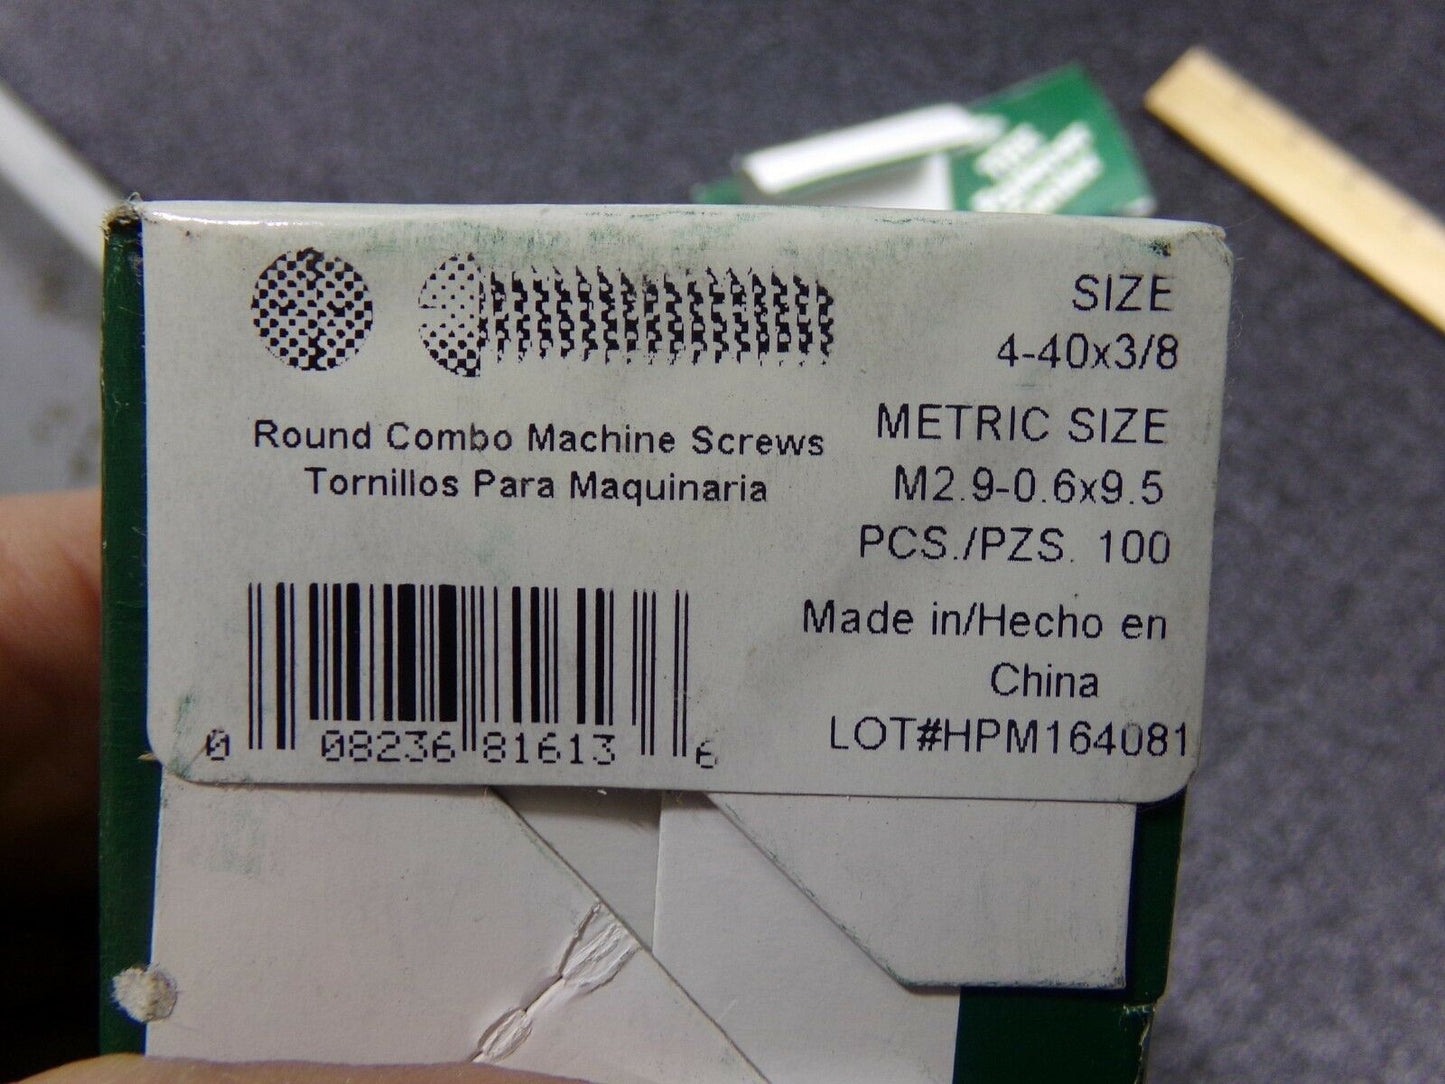 SIZE
4-40x3/8
Round Combo Machine Screws
Tornillos Para Maquinaria
METRIC SIZE
M2.9-0.6x9.5
PCS./PZS. 100
Made in/Hecho en
China
LOT#HPM164081
0 08236 81613 6